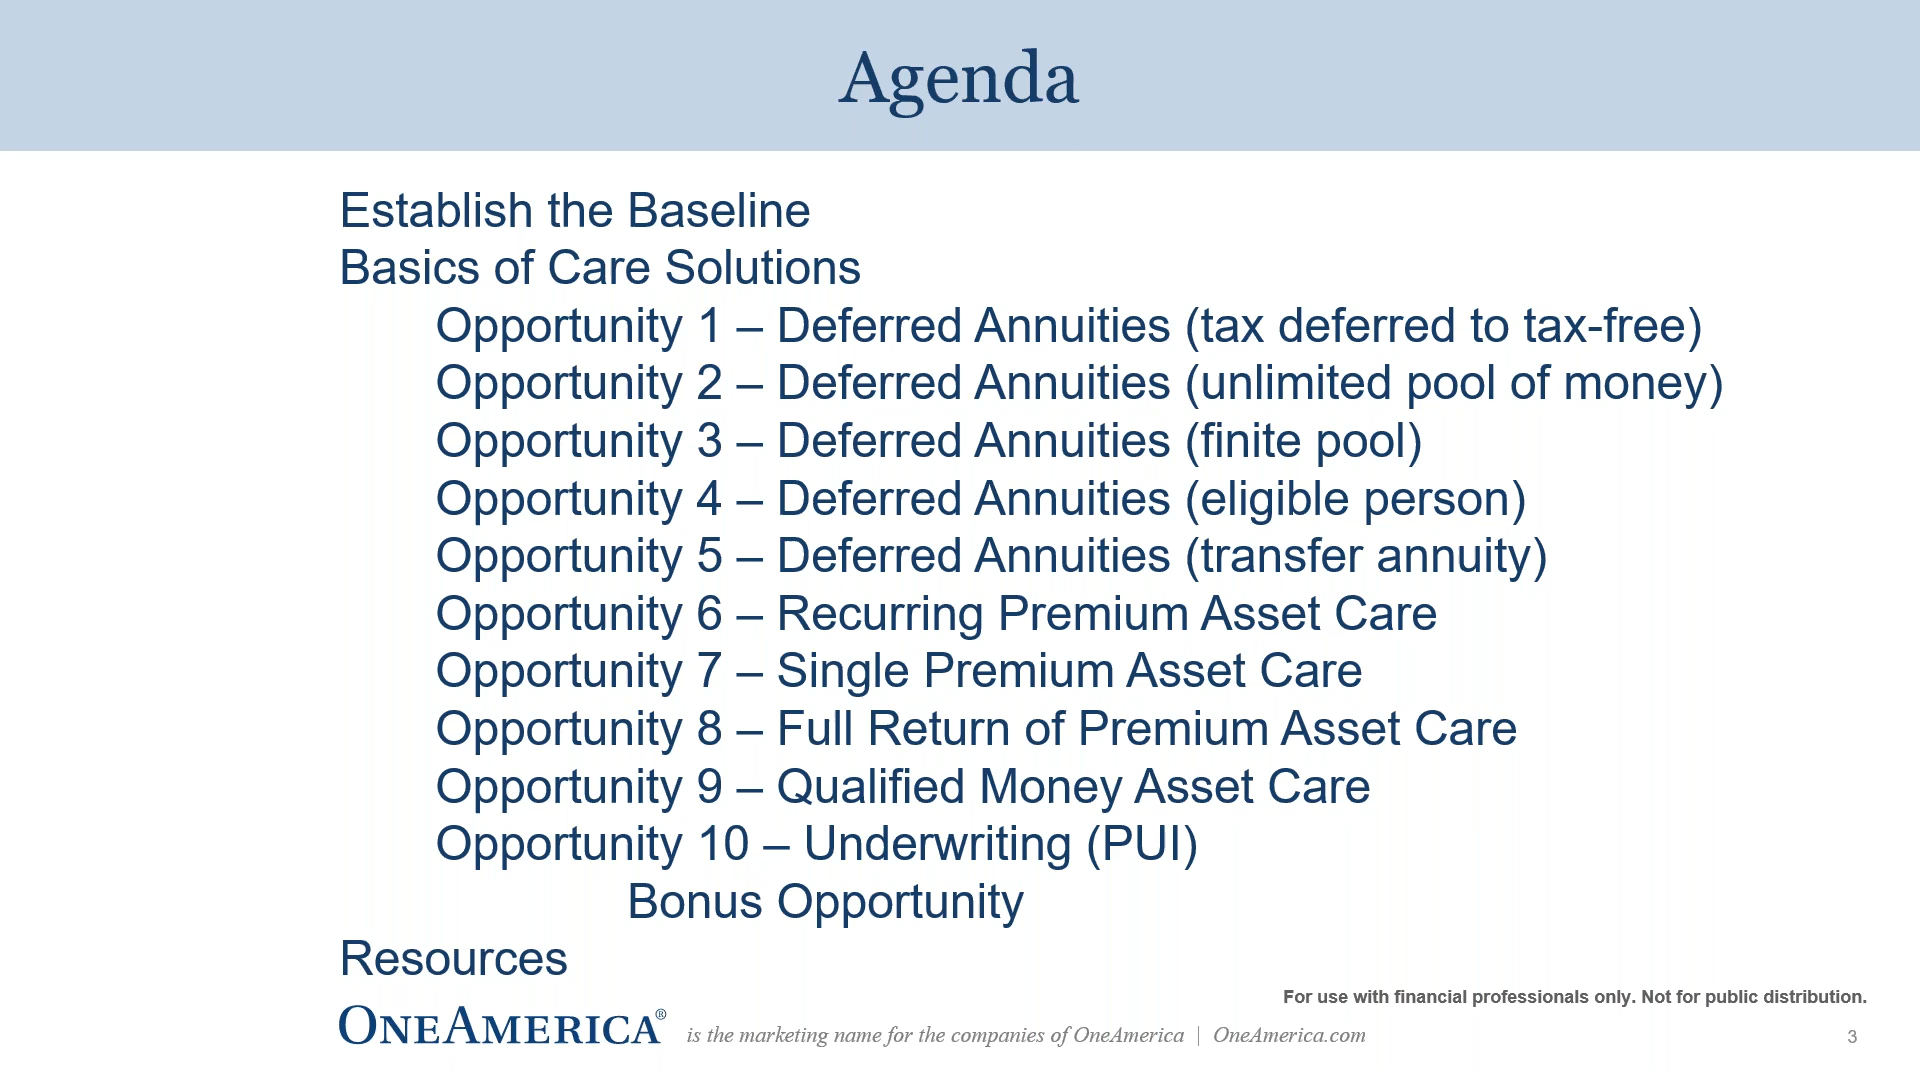 Agenda
Establish the Baseline
Basics of Care Solutions
Opportunity 1 – Deferred Annuities (tax deferred to tax-free)
Opportunity 2 – Deferred Annuities (unlimited pool of money)
Opportunity 3 – Deferred Annuities (finite pool)
Opportunity 4 – Deferred Annuities (eligible person)
Opportunity 5 – Deferred Annuities (transfer annuity)
Opportunity 6 – Recurring Premium Asset Care
Opportunity 7 – Single Premium Asset Care
Opportunity 8 – Full Return of Premium Asset Care
Opportunity 9 – Qualified Money Asset Care
Opportunity 10 – Underwriting (PUI)
Bonus Opportunity
Resources
For use with financial professionals only. Not for public distribution.
ONEAMERICA® is the marketing name for the companies of OneAmerica | OneAmerica.com
3